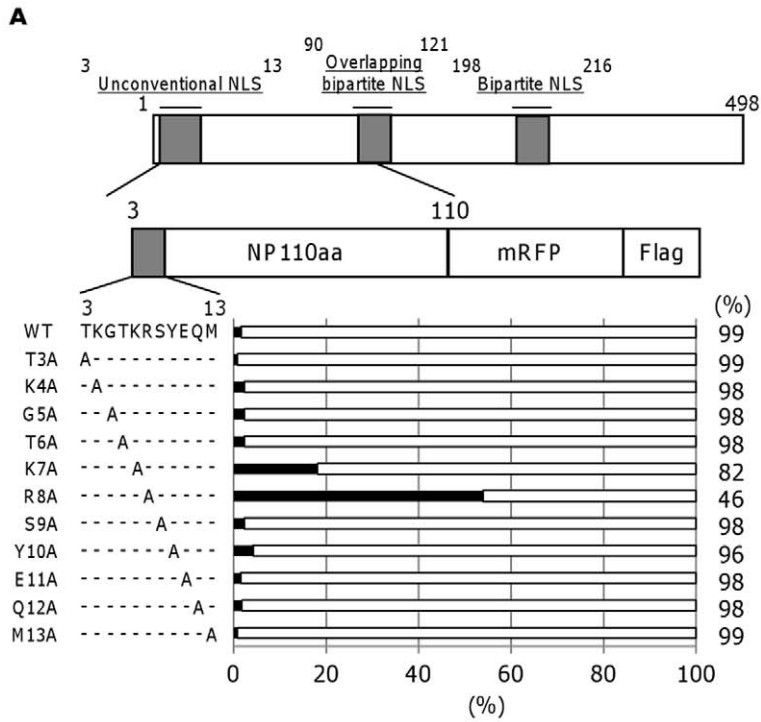 A
90 121
Overlapping
3 13 198 216
Unconventional NLS bipartite NLS Bipartite NLS
1 498
3 110
NP110aa mRFP Flag
3 13 (%)
WT TKGTKRSYEQM 99
T3A A---------- 99
K4A -A--------- 98
G5A --A-------- 98
T6A ---A------- 98
K7A ----A------ 82
R8A -----A----- 46
S9A ------A---- 98
Y10A -------A--- 96
E11A --------A-- 98
Q12A ---------A- 98
M13A ----------A 99
0 20 40 60 80 100
(%)